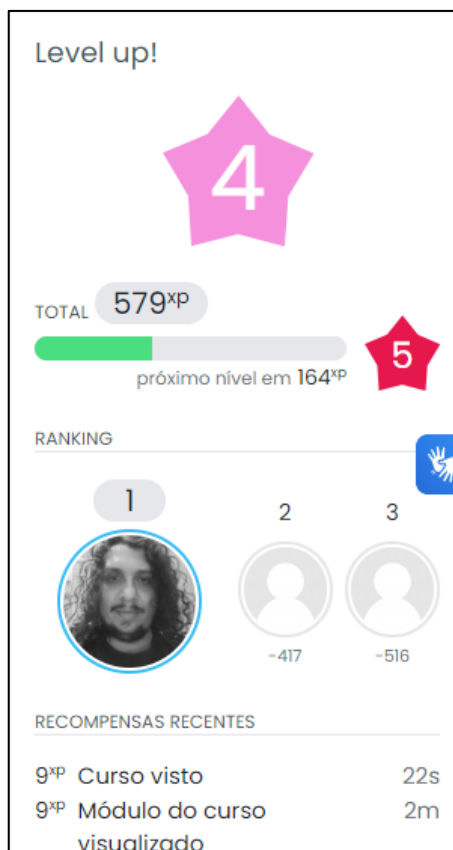 Level up!
4
TOTAL 579xp
5
próximo nível em 164xp
RANKING
1 2 3
-417 -516
RECOMPENSAS RECENTES
9xp Curso visto 22s
9xp Módulo do curso 2m
visualizado